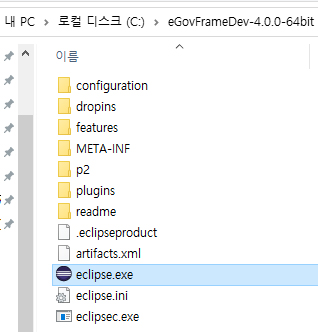 내 PC > 로컬 디스크 (C:) > eGovFrameDev-4.0.0-64bit
이름
configuration
dropins
features
META-INF
p2
plugins
readme
.eclipseproduct
artifacts.xml
eclipse.exe
eclipse.ini
eclipsec.exe